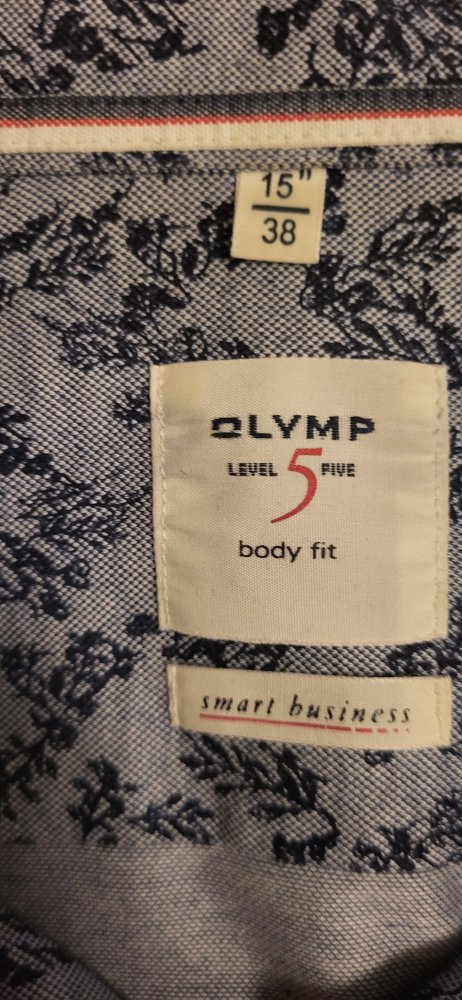 15"
38
OLYMP
LEVEL 5 FIVE
body fit
smart business